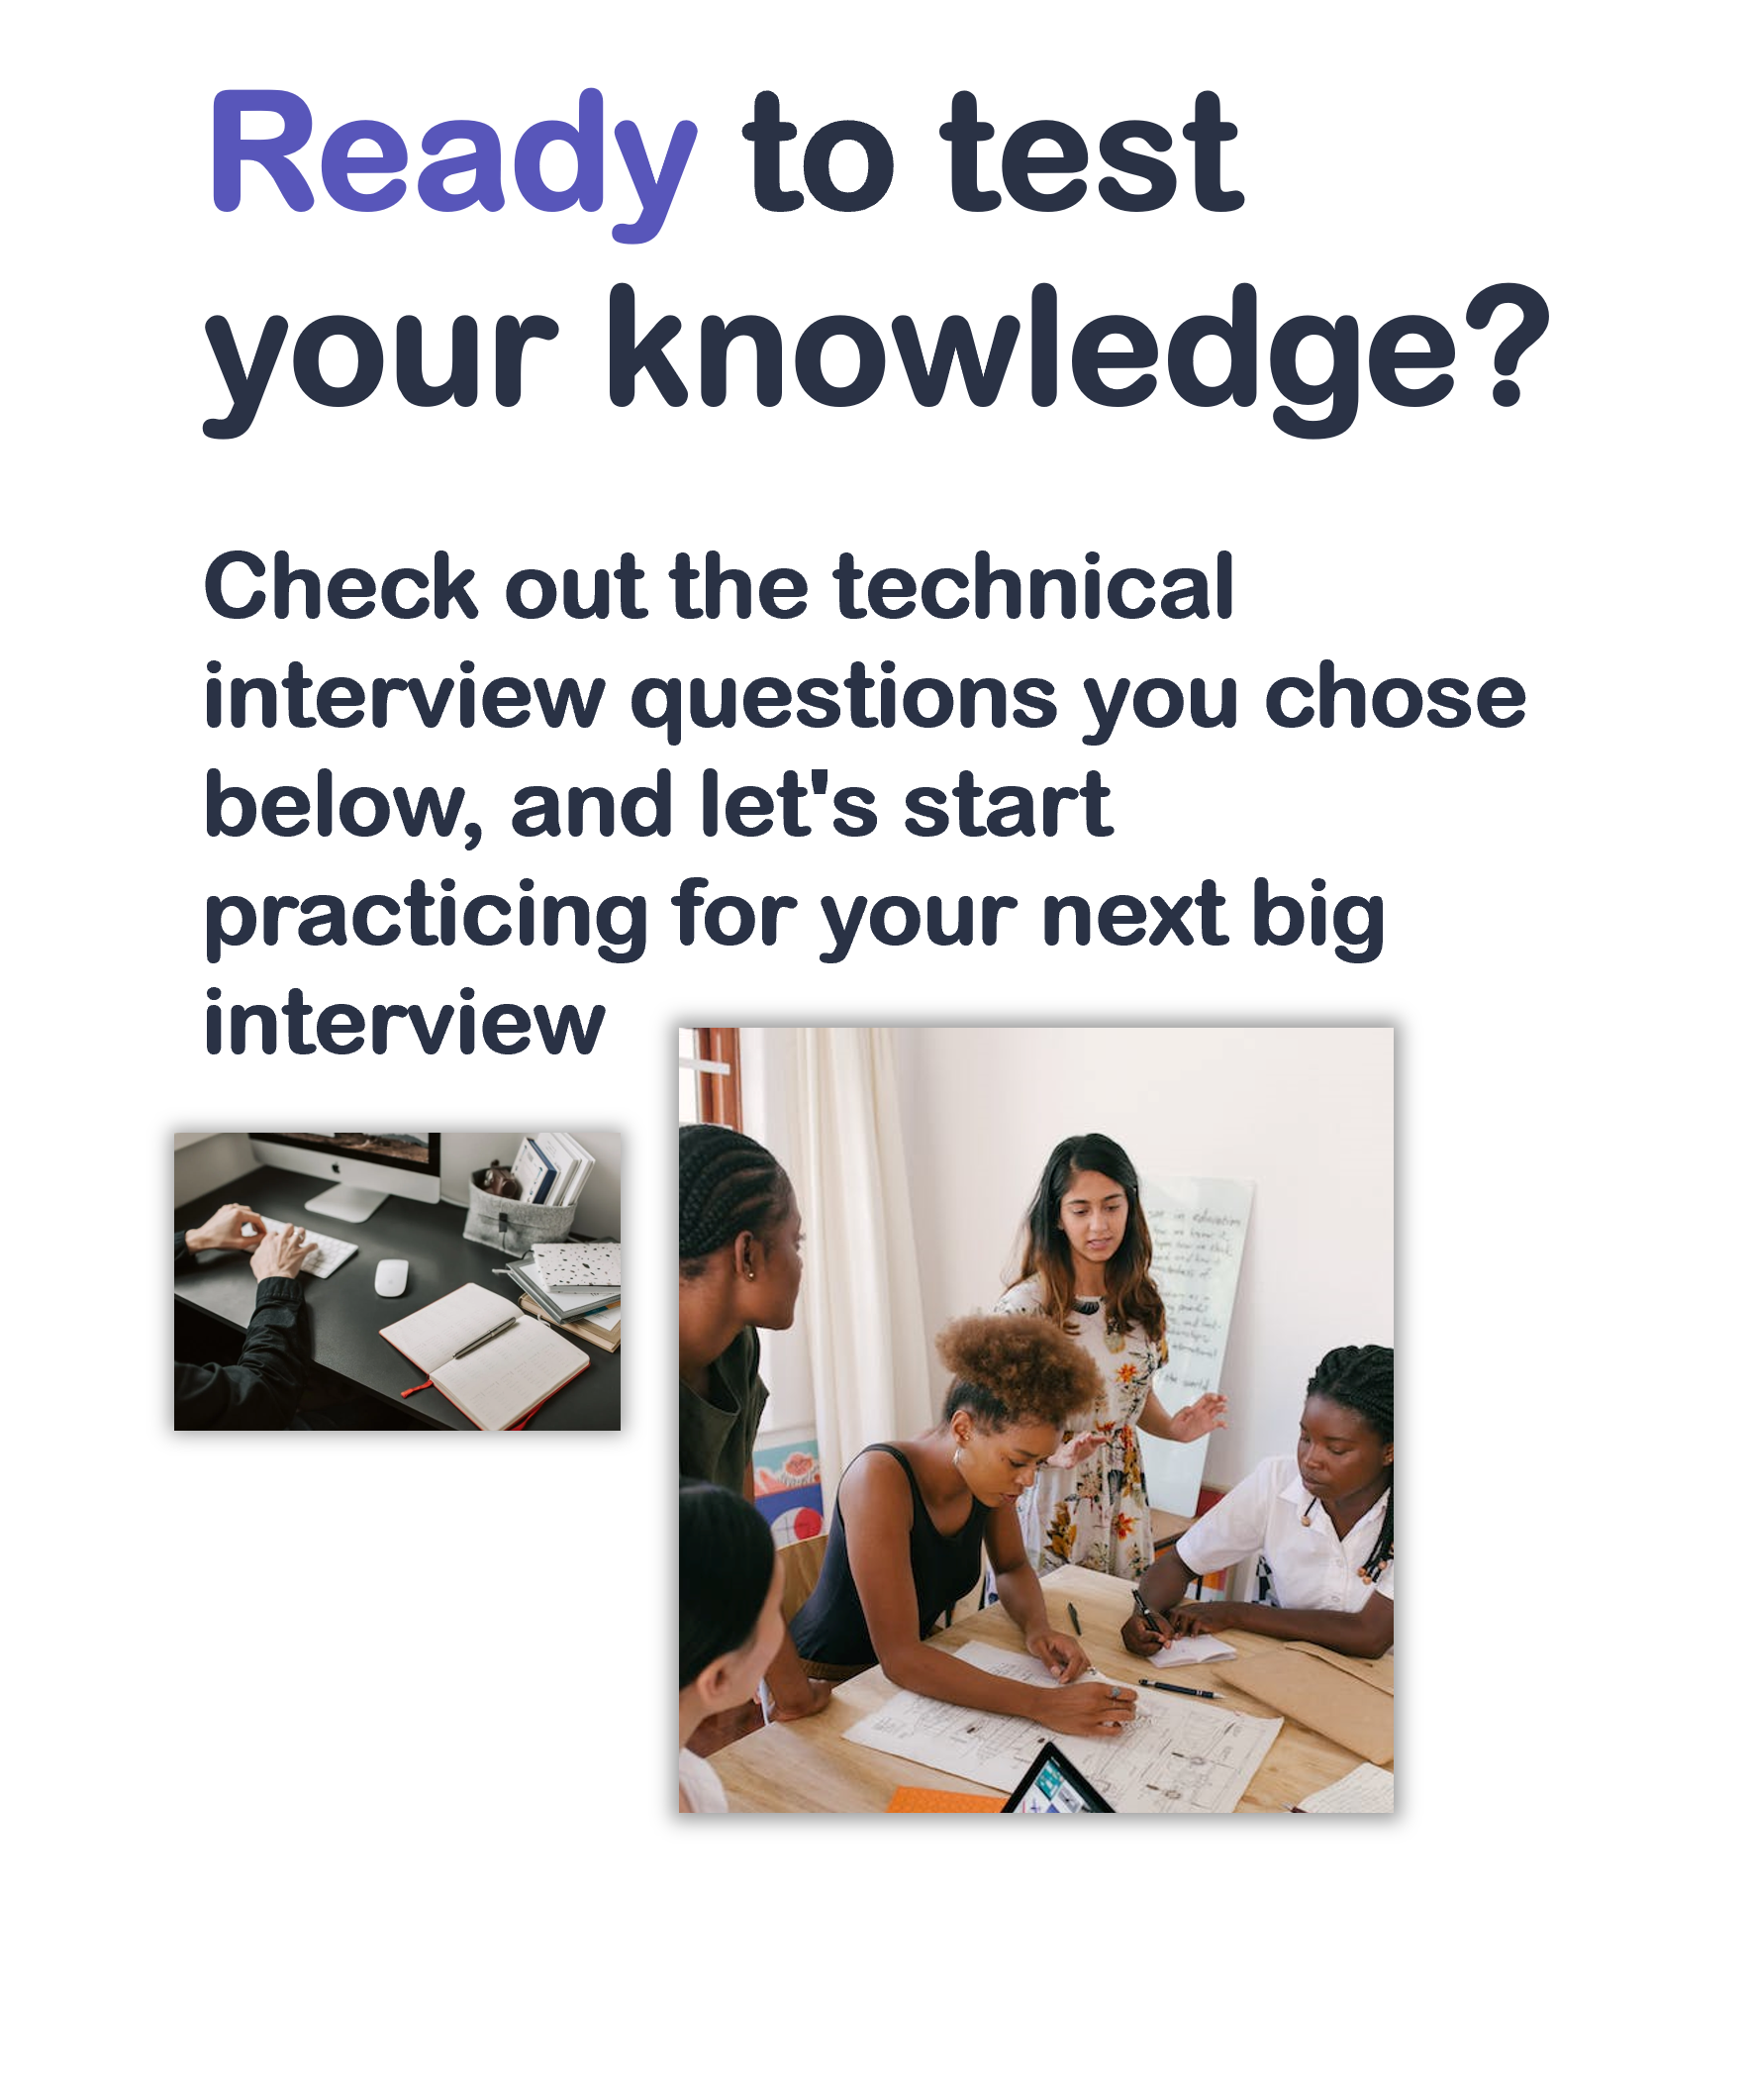 Ready to test
your knowledge?
Check out the technical
interview questions you chose
below, and let's start
practicing for your next big
interview